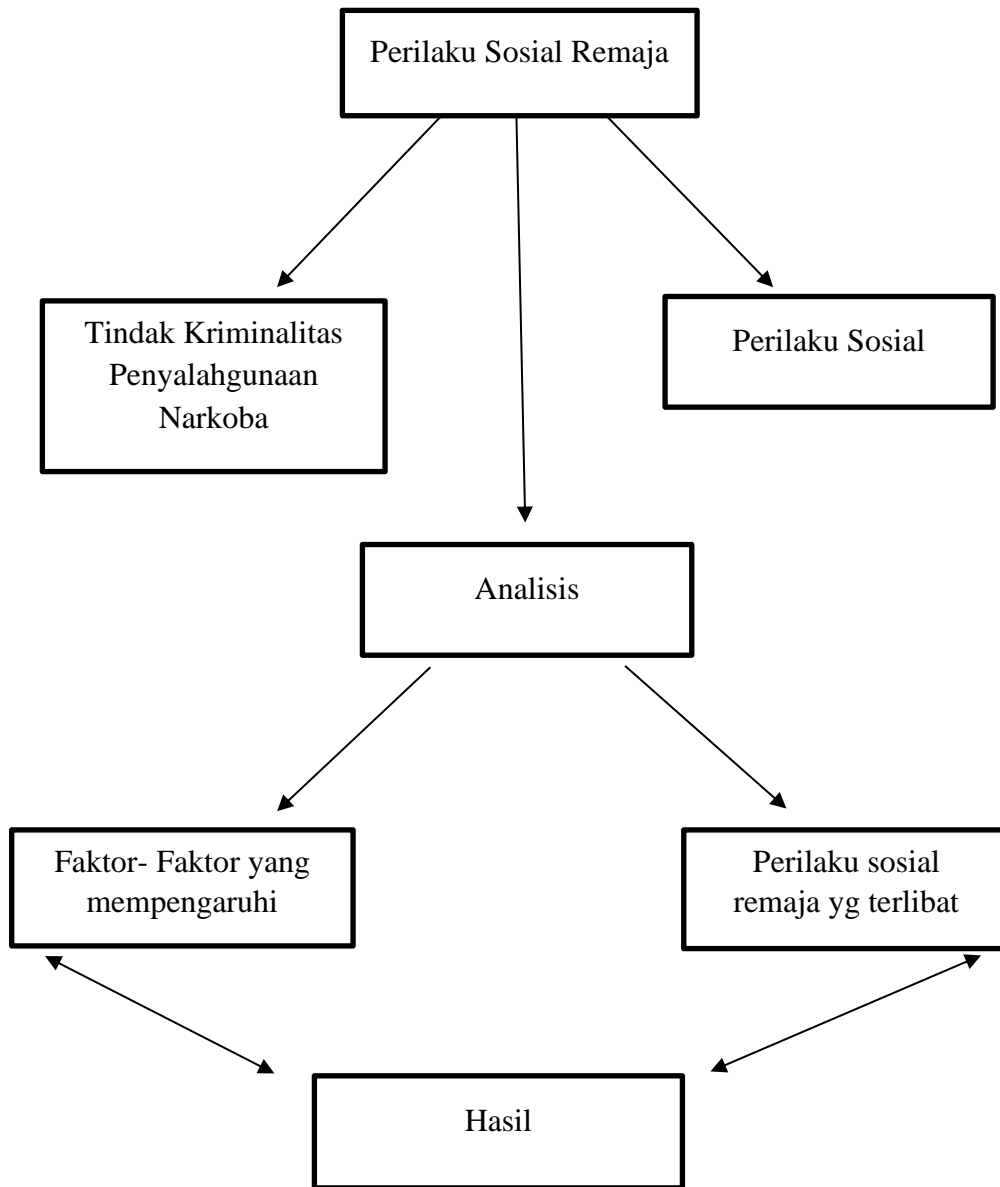 Perilaku Sosial Remaja
Tindak Kriminalitas
Penyalahgunaan
Narkoba
Perilaku Sosial
Analisis
Faktor- Faktor yang
mempengaruhi
Perilaku sosial
remaja yg terlibat
Hasil